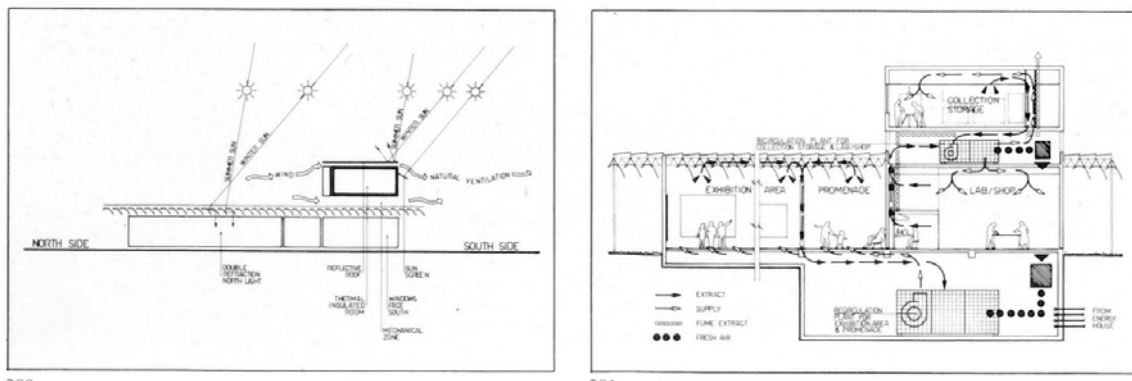 SUMMER SUN
WINTER SUN
SUMMER SUN
WINTER SUN
WIND
NATURAL VENTILATION
NORTH SIDE
SOUTH SIDE
DOUBLE
REFRACTION
NORTH LIGHT
REFLECTIVE
ROOF
SUN
SCREEN
THERMAL
INSULATED
ROOM
WINDOWS
FACE
SOUTH
MECHANICAL
ZONE
COLLECTION
STORAGE
RECIRCULATION PLANT FOR
COLLECTION STORAGE & LAB/SHOP
EXHIBITION AREA
PROMENADE
LAB/SHOP
EXTRACT
SUPPLY
FUME EXTRACT
FRESH AIR
RECIRCULATION
PLANT FOR
EXHIBITION AREA
& PROMENADE
FROM
ENERGY
HOUSE